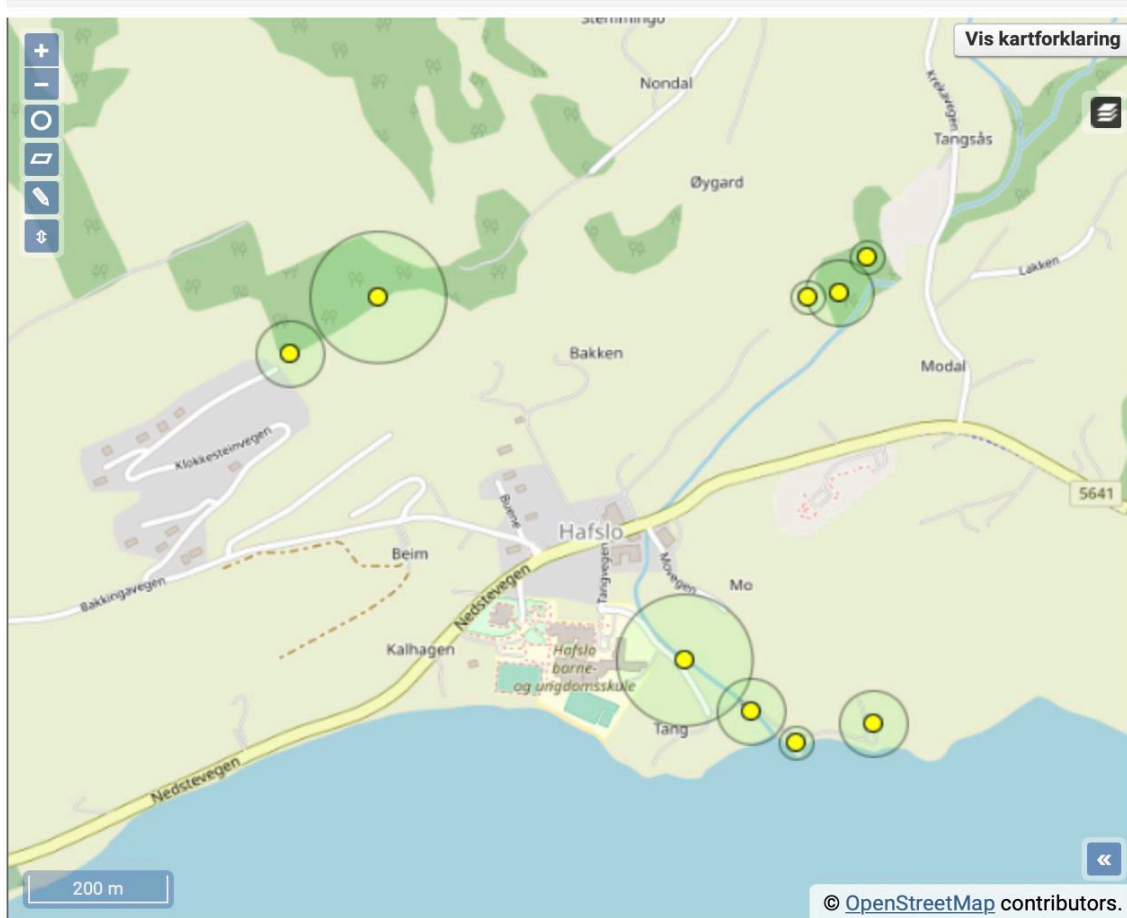 Stemmingo
Vis kartforklaring
Nondal
Krekavegen
Tangsås
Øygard
Lakken
Bakken
Modal
Klokkesteinvegen
5641
Buene
Hafslo
Beim
Tangvegen
Movegen
Mo
Bakkingavegen
Nedstevegen
Kalhagen
Hafslo
barne-
og ungdomsskule
Tang
Nedstevegen
200 m
© OpenStreetMap contributors.